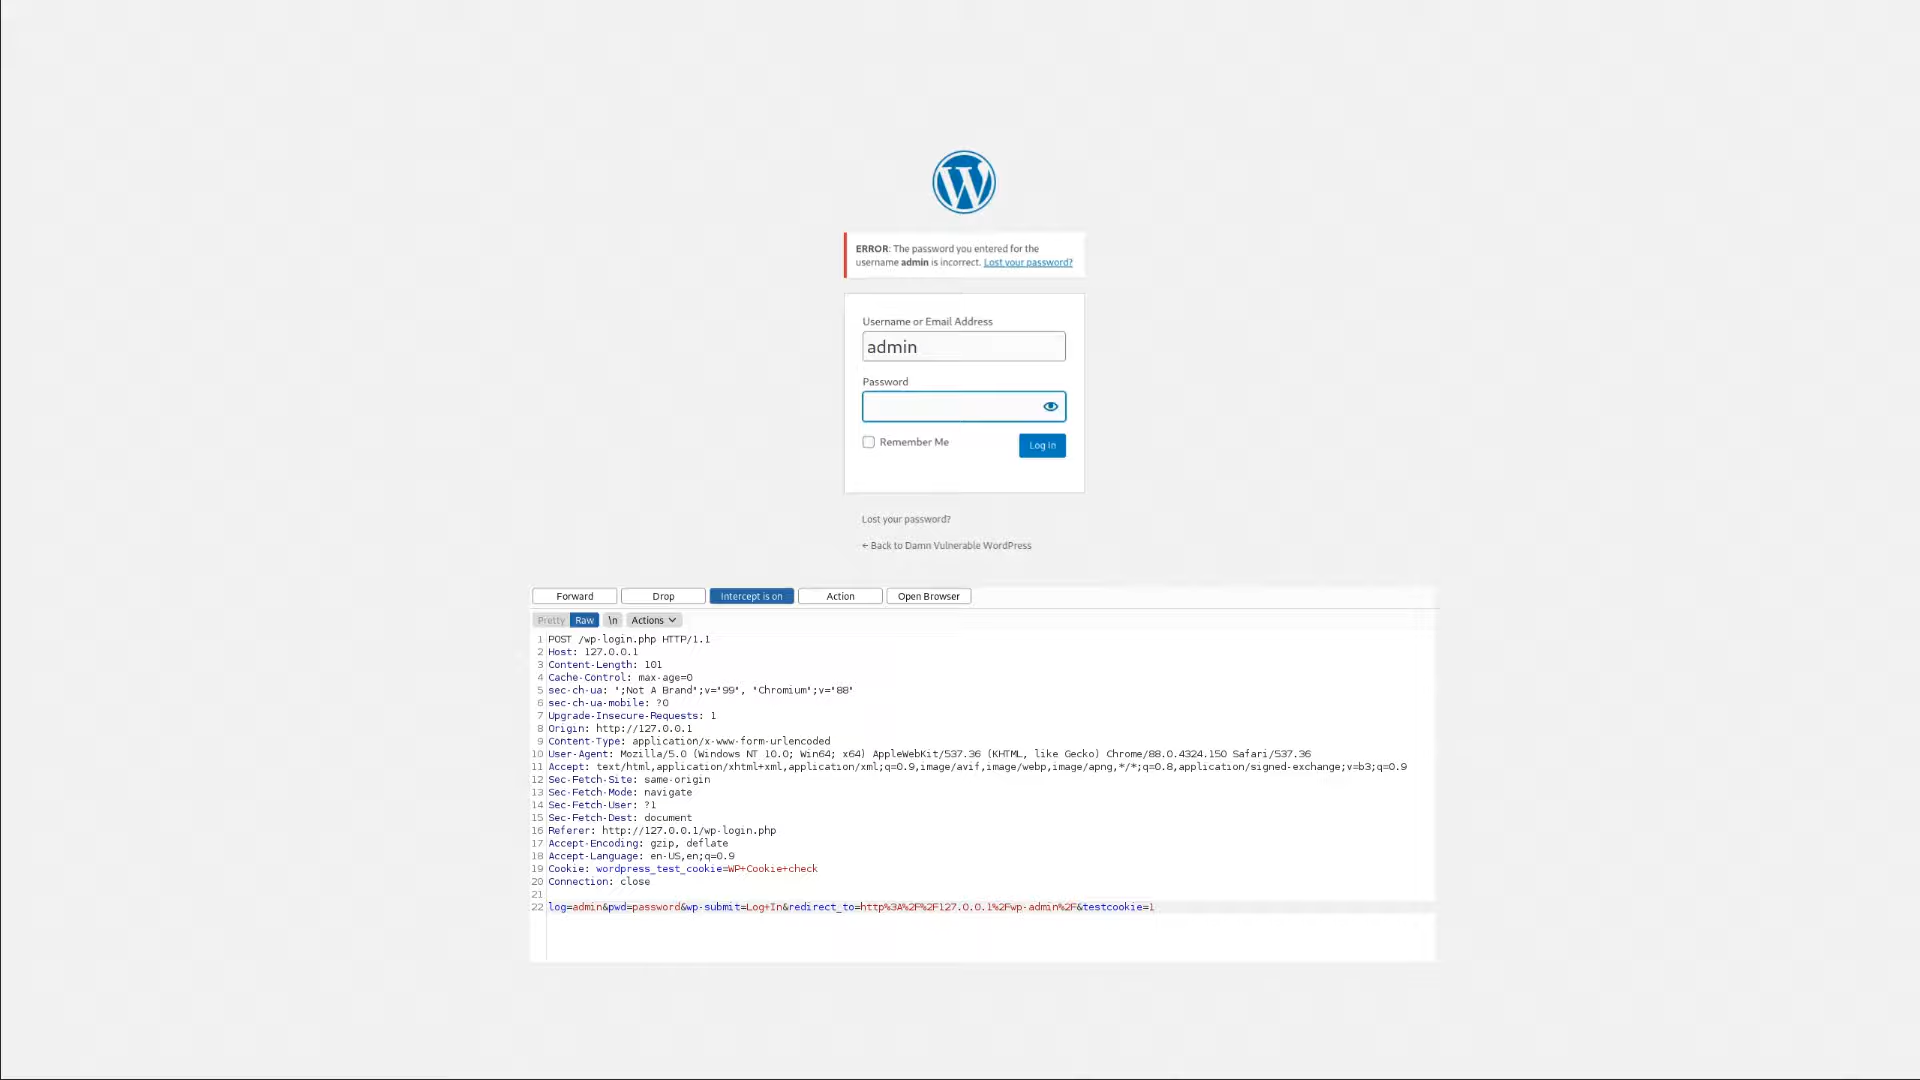 ERROR: The password you entered for the
username admin is incorrect. Lost your password?
Username or Email Address
admin
Password
Remember Me
Log In
Lost your password?
← Back to Damn Vulnerable WordPress
Forward Drop Intercept is on Action Open Browser
Pretty Raw \n Actions
1 POST /wp-login.php HTTP/1.1
2 Host: 127.0.0.1
3 Content-Length: 101
4 Cache-Control: max-age=0
5 sec-ch-ua: ";Not A Brand";v="99", "Chromium";v="88"
6 sec-ch-ua-mobile: ?0
7 Upgrade-Insecure-Requests: 1
8 Origin: http://127.0.0.1
9 Content-Type: application/x-www-form-urlencoded
10 User-Agent: Mozilla/5.0 (Windows NT 10.0; Win64; x64) AppleWebKit/537.36 (KHTML, like Gecko) Chrome/88.0.4324.150 Safari/537.36
11 Accept: text/html,application/xhtml+xml,application/xml;q=0.9,image/avif,image/webp,image/apng,*/*;q=0.8,application/signed-exchange;v=b3;q=0.9
12 Sec-Fetch-Site: same-origin
13 Sec-Fetch-Mode: navigate
14 Sec-Fetch-User: ?1
15 Sec-Fetch-Dest: document
16 Referer: http://127.0.0.1/wp-login.php
17 Accept-Encoding: gzip, deflate
18 Accept-Language: en-US,en;q=0.9
19 Cookie: wordpress_test_cookie=WP+Cookie+check
20 Connection: close
21
22 log=admin&pwd=password&wp-submit=Log+In&redirect_to=http%3A%2F%2F127.0.0.1%2Fwp-admin%2F&testcookie=1